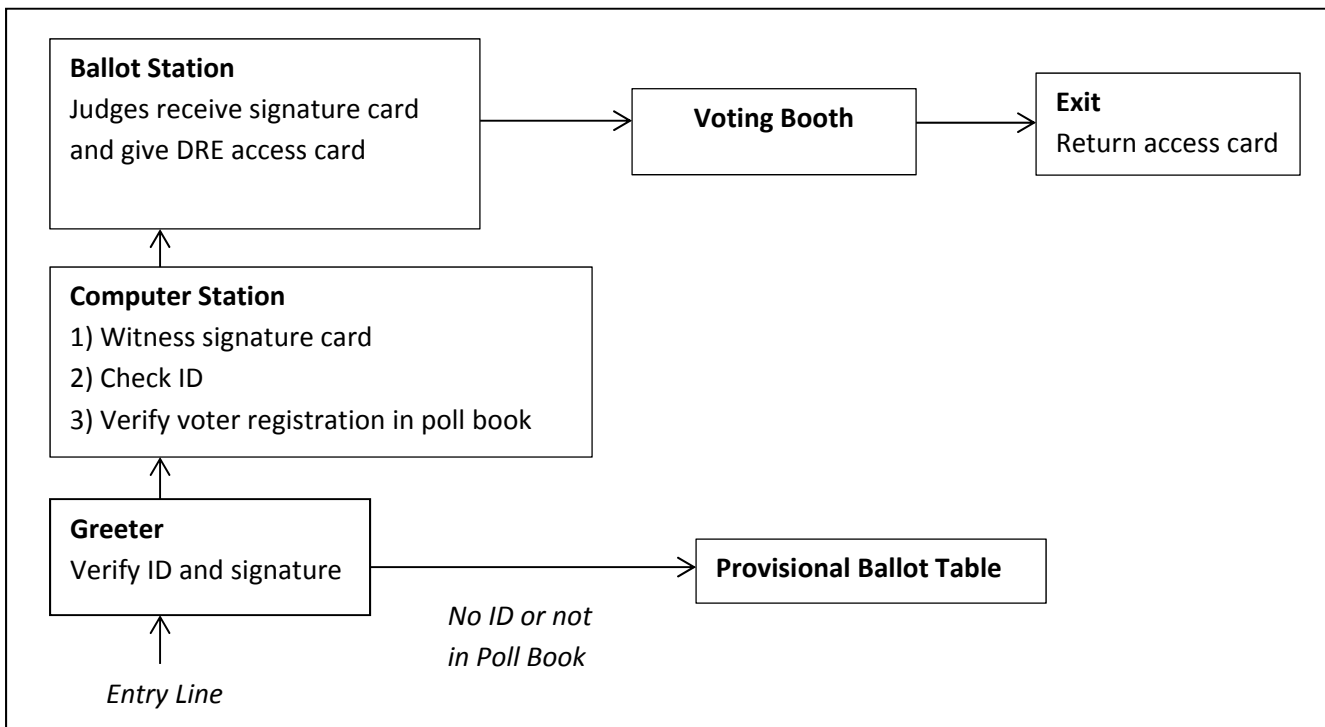 Ballot Station
Judges receive signature card
and give DRE access card
Voting Booth
Exit
Return access card
Computer Station
1) Witness signature card
2) Check ID
3) Verify voter registration in poll book
Greeter
Verify ID and signature
Provisional Ballot Table
No ID or not
in Poll Book
Entry Line